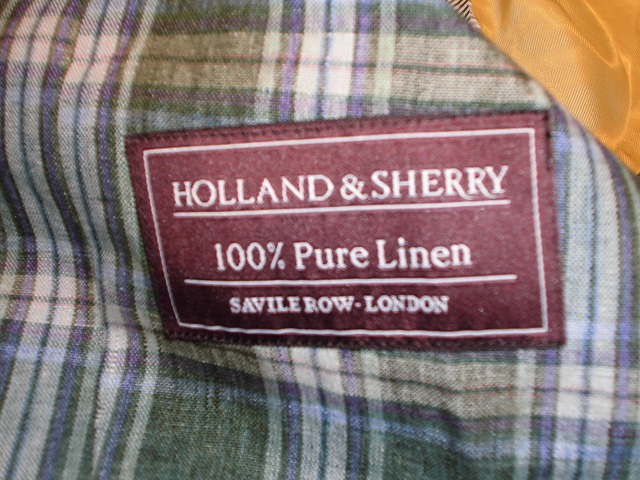 HOLLAND & SHERRY
100% Pure Linen
SAVILE ROW - LONDON